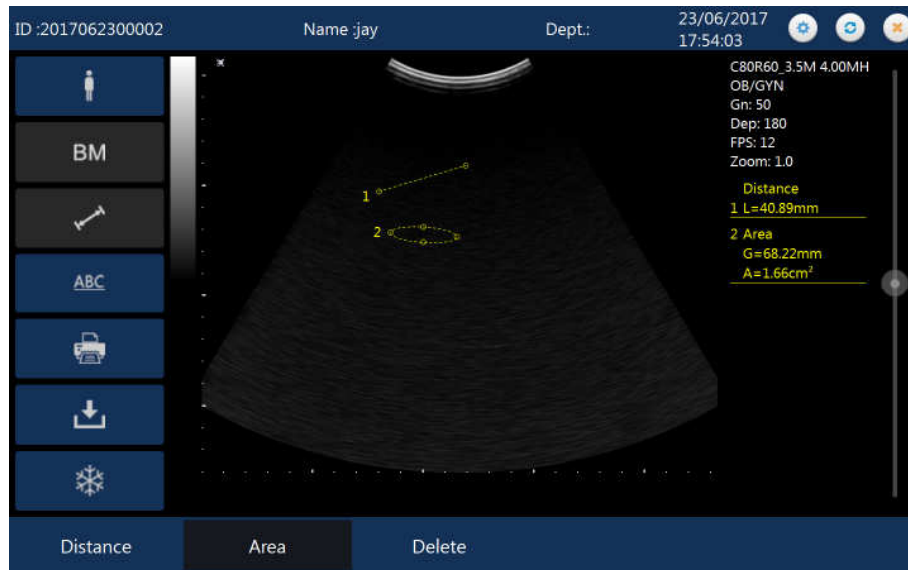 ID :2017062300002
Name :jay
Dept.:
23/06/2017
17:54:03
BM
ABC
C80R60_3.5M 4.00MH
OB/GYN
Gn: 50
Dep: 180
FPS: 12
Zoom: 1.0
Distance
1 L=40.89mm
2 Area
G=68.22mm
A=1.66cm²
1
2
Distance
Area
Delete